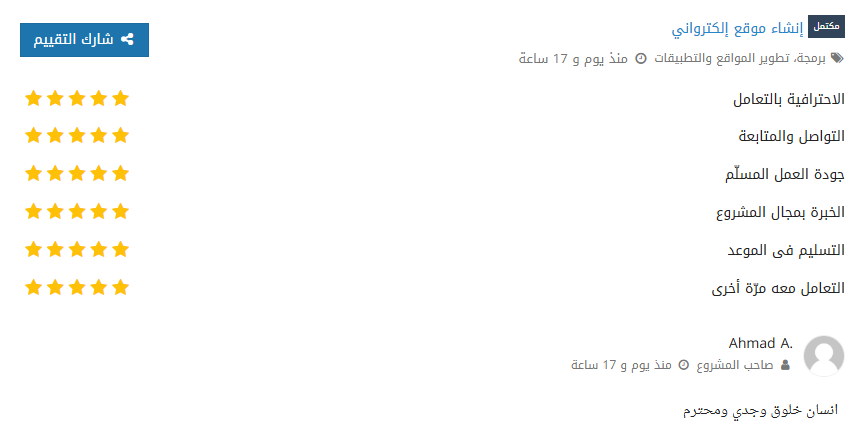 مكتمل إنشاء موقع إلكترواني
شارك التقييم
برمجة، تطوير المواقع والتطبيقات منذ يوم و 17 ساعة
الاحترافية بالتعامل
التواصل والمتابعة
جودة العمل المسلّم
الخبرة بمجال المشروع
التسليم فى الموعد
التعامل معه مرّة أخرى
Ahmad A.
صاحب المشروع منذ يوم و 17 ساعة
انسان خلوق وجدي ومحترم